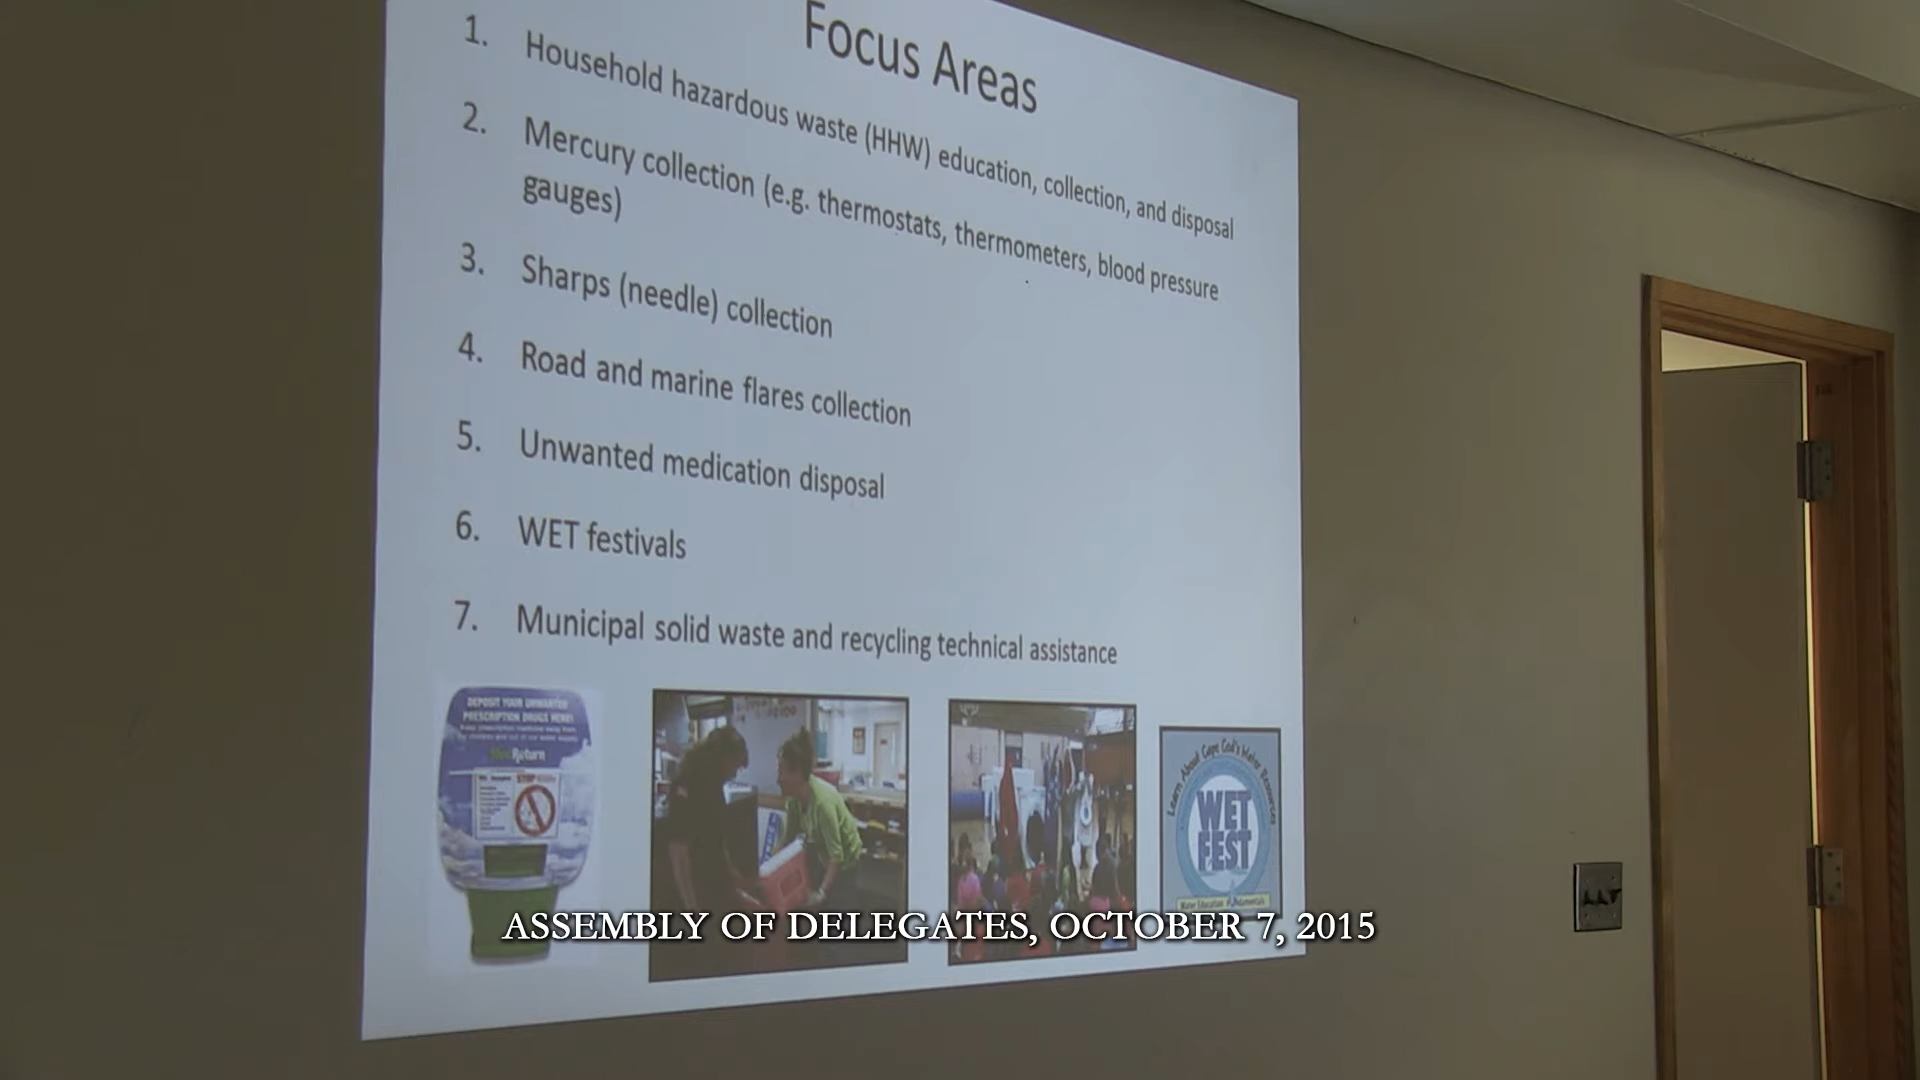 Focus Areas
1. Household hazardous waste (HHW) education, collection, and disposal
2. Mercury collection (e.g. thermostats, thermometers, blood pressure
gauges)
3. Sharps (needle) collection
4. Road and marine flares collection
5. Unwanted medication disposal
6. WET festivals
7. Municipal solid waste and recycling technical assistance
DEPOSIT YOUR UNWANTED
PRESCRIPTION DRUGS HERE!
Learn About Cape Cod's Water Resources
WET
FEST
Water Education Fundamentals
ASSEMBLY OF DELEGATES, OCTOBER 7, 2015